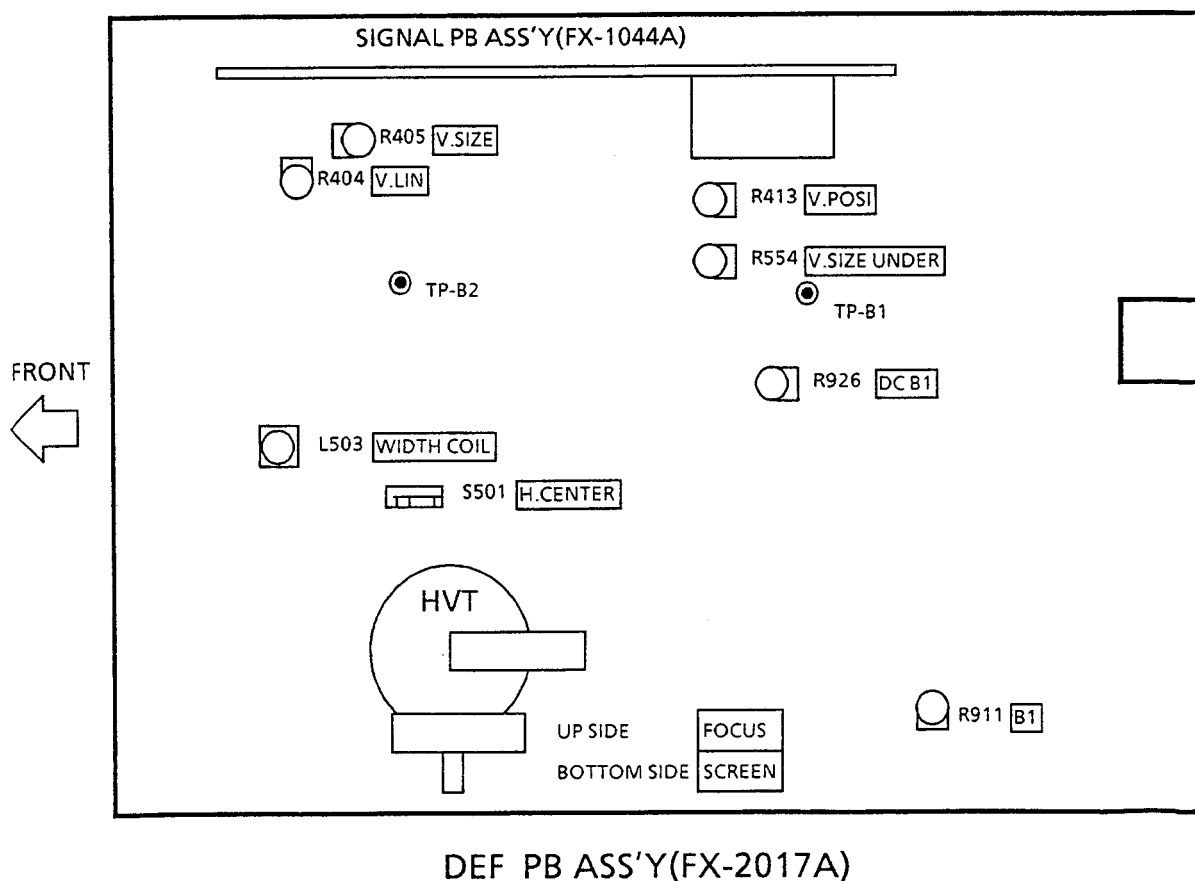 SIGNAL PB ASS'Y(FX-1044A)
R405 V.SIZE
R404 V.LIN
R413 V.POSI
R554 V.SIZE UNDER
TP-B2
TP-B1
FRONT
R926 DC B1
L503 WIDTH COIL
S501 H.CENTER
HVT
R911 B1
UP SIDE FOCUS
BOTTOM SIDE SCREEN
DEF PB ASS'Y(FX-2017A)